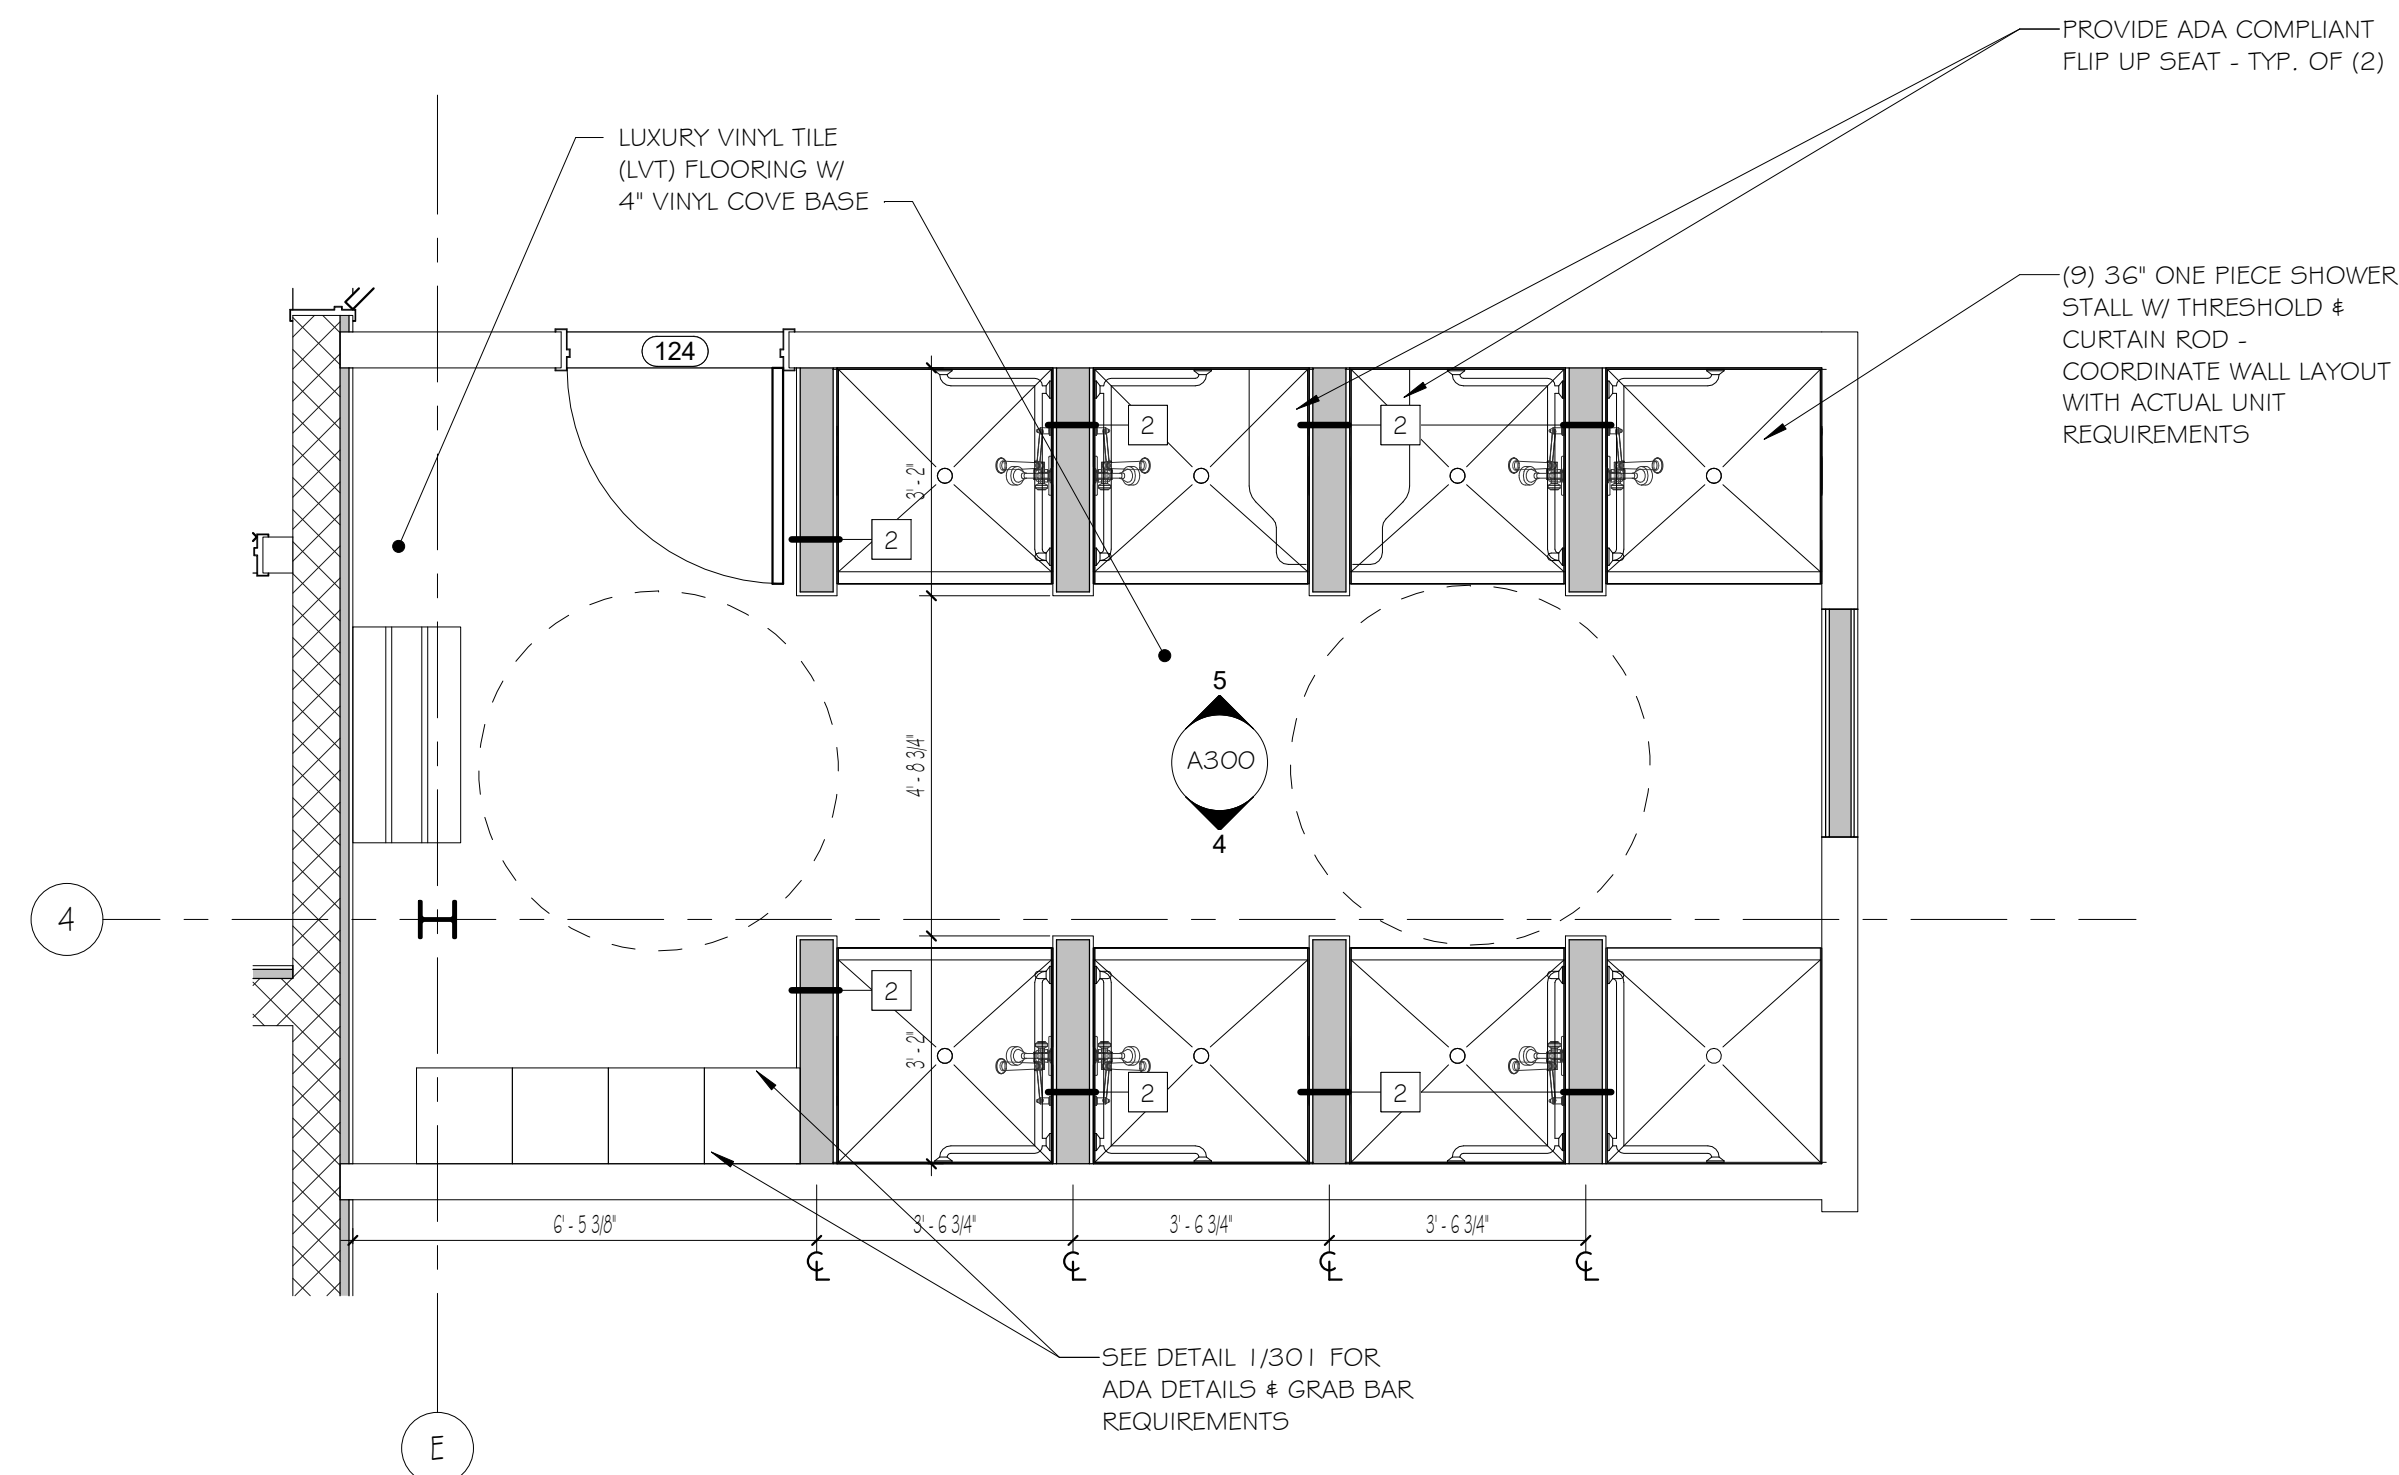 PROVIDE ADA COMPLIANT
FLIP UP SEAT - TYP. OF (2)
LUXURY VINYL TILE
(LVT) FLOORING W/
4" VINYL COVE BASE
(9) 36" ONE PIECE SHOWER
STALL W/ THRESHOLD &
CURTAIN ROD -
COORDINATE WALL LAYOUT
WITH ACTUAL UNIT
REQUIREMENTS
124
2
2
3' - 2"
2
5
A300
4
4' - 8 3/4"
4
2
3' - 2"
2
2
6' - 5 3/8"
3' - 6 3/4"
3' - 6 3/4"
3' - 6 3/4"
℄
℄
℄
℄
SEE DETAIL 1/301 FOR
ADA DETAILS & GRAB BAR
REQUIREMENTS
E